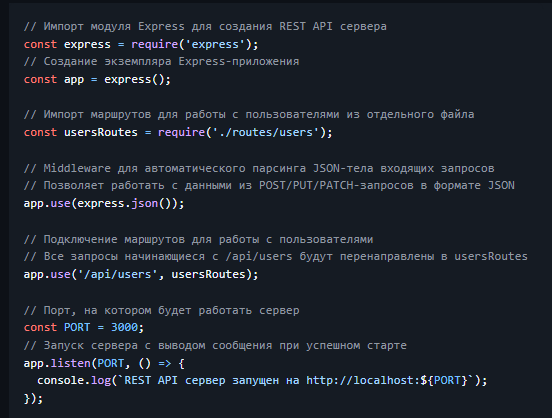 // Импорт модуля Express для создания REST API сервера
const express = require('express');
// Создание экземпляра Express-приложения
const app = express();
// Импорт маршрутов для работы с пользователями из отдельного файла
const usersRoutes = require('./routes/users');
// Middleware для автоматического парсинга JSON-тела входящих запросов
// Позволяет работать с данными из POST/PUT/PATCH-запросов в формате JSON
app.use(express.json());
// Подключение маршрутов для работы с пользователями
// Все запросы начинающиеся с /api/users будут перенаправлены в usersRoutes
app.use('/api/users', usersRoutes);
// Порт, на котором будет работать сервер
const PORT = 3000;
// Запуск сервера с выводом сообщения при успешном старте
app.listen(PORT, () => {
  console.log(`REST API сервер запущен на http://localhost:${PORT}`);
});